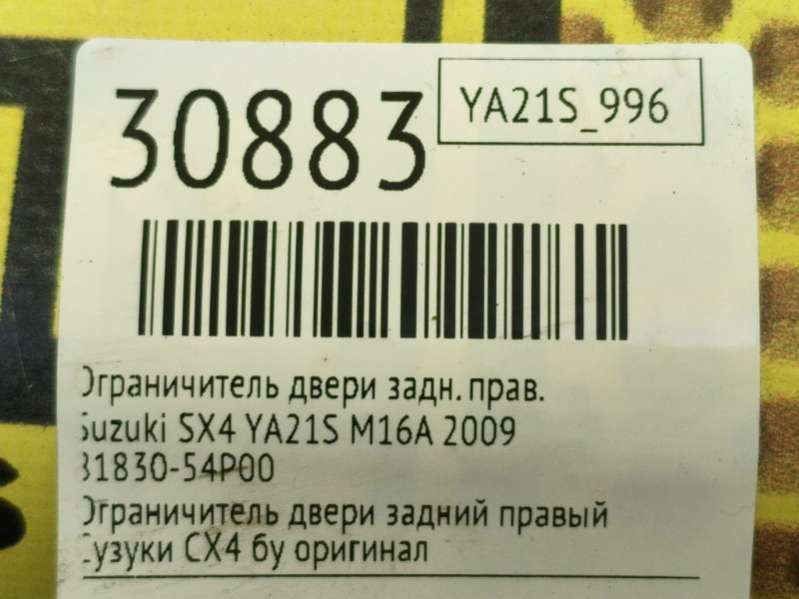 30883
YA21S_996
Ограничитель двери задн. прав.
Suzuki SX4 YA21S M16A 2009
81830-54P00
Ограничитель двери задний правый
Сузуки СХ4 бу оригинал